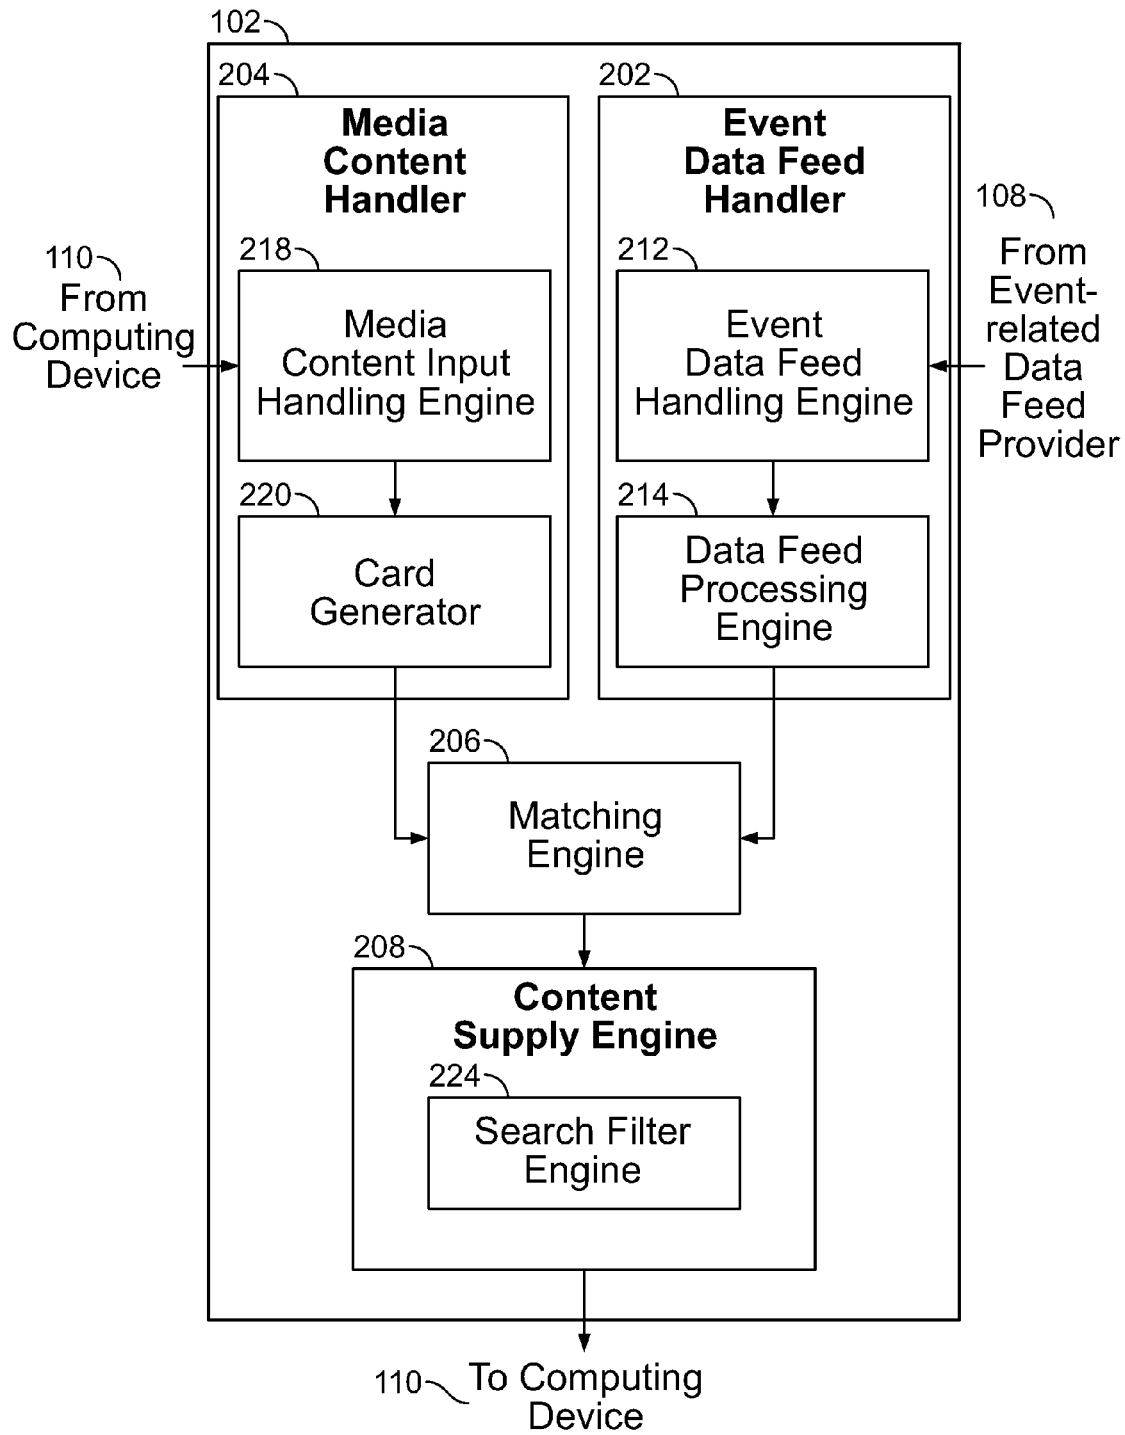 102
204
Media
Content
Handler
202
Event
Data Feed
Handler
108
From
Event-
related
Data
Feed
Provider
110
From
Computing
Device
218
Media
Content Input
Handling Engine
212
Event
Data Feed
Handling Engine
220
Card
Generator
214
Data Feed
Processing
Engine
206
Matching
Engine
208
Content
Supply Engine
224
Search Filter
Engine
110
To Computing
Device